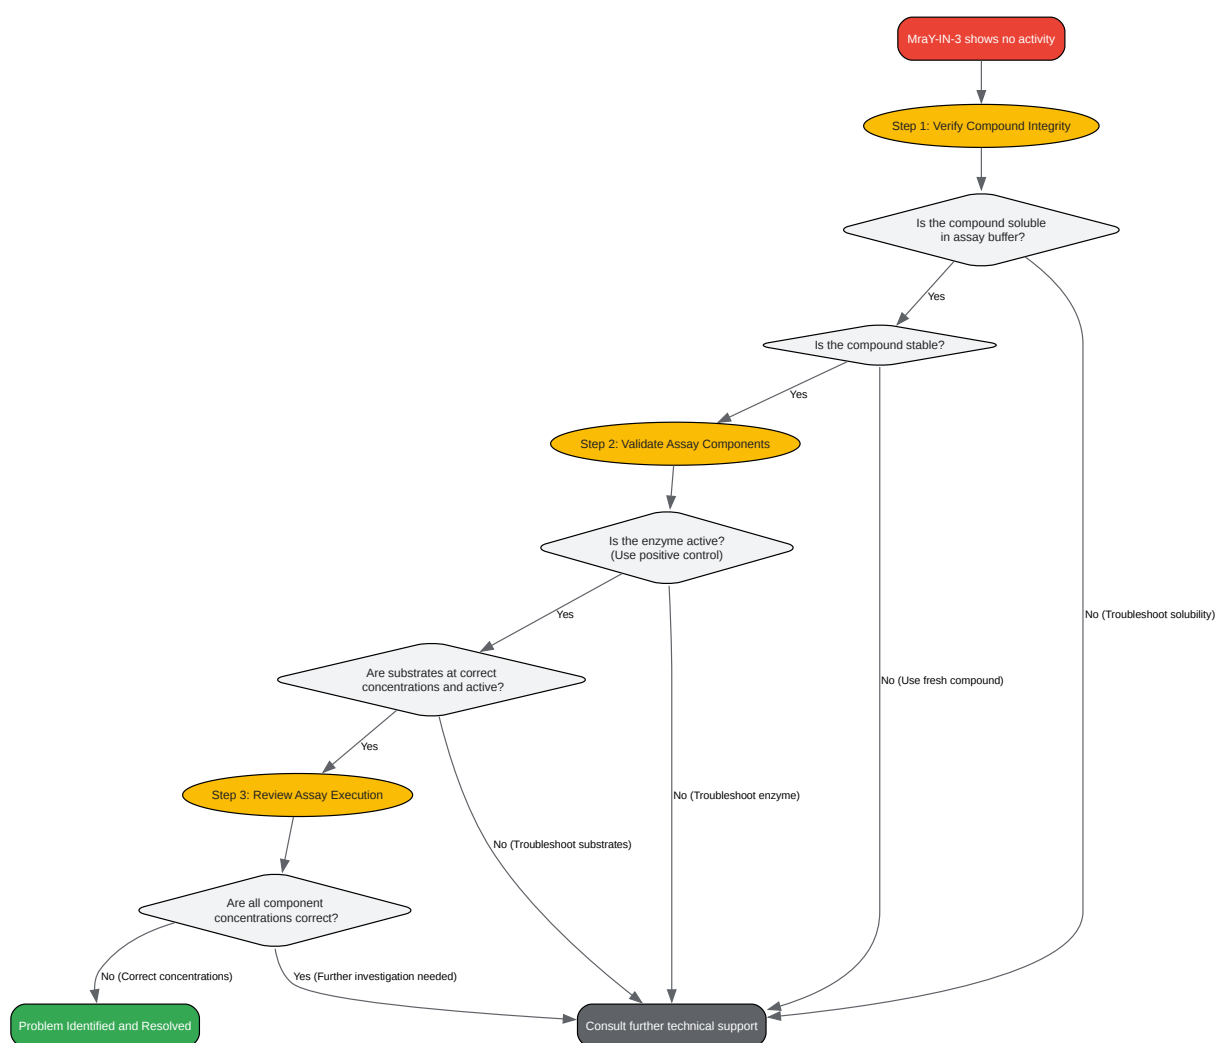 MraY-IN-3 shows no activity
Step 1: Verify Compound Integrity
Is the compound soluble
in assay buffer?
Yes
Is the compound stable?
Yes
Step 2: Validate Assay Components
Is the enzyme active?
(Use positive control)
Yes
No (Troubleshoot solubility)
Are substrates at correct
concentrations and active?
No (Use fresh compound)
Yes
Step 3: Review Assay Execution
No (Troubleshoot enzyme)
No (Troubleshoot substrates)
Are all component
concentrations correct?
No (Correct concentrations)
Yes (Further investigation needed)
Problem Identified and Resolved
Consult further technical support